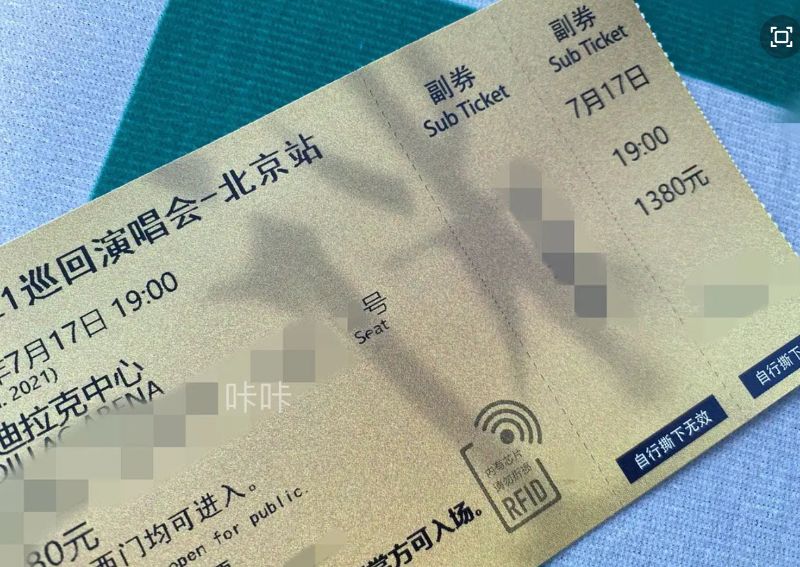 1巡回演唱会-北京站
7月17日 19:00
2021)
迪拉克中心
DILLAC ARENA
号
Seat
咔咔
80元
西门均可进入。
open for public.
方可入场。
内有芯片
请勿折损
RFID
副券
Sub Ticket
自行撕下无效
副券
Sub Ticket
7月17日
19:00
1380元
自行撕下